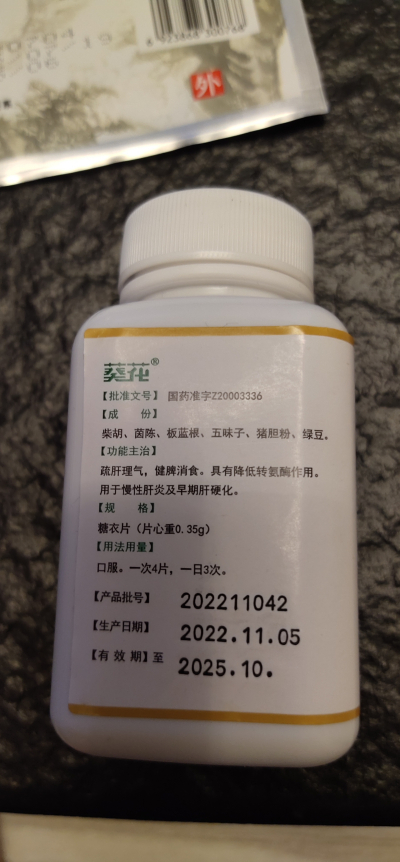 6 923868 300768
外
葵花®
【批准文号】 国药准字Z20003336
【成 份】
柴胡、茵陈、板蓝根、五味子、猪胆粉、绿豆。
【功能主治】
疏肝理气，健脾消食。具有降低转氨酶作用。
用于慢性肝炎及早期肝硬化。
【规 格】
糖衣片（片心重0.35g）
【用法用量】
口服。一次4片，一日3次。
【产品批号】 202211042
【生产日期】 2022.11.05
【有 效 期】至 2025.10.